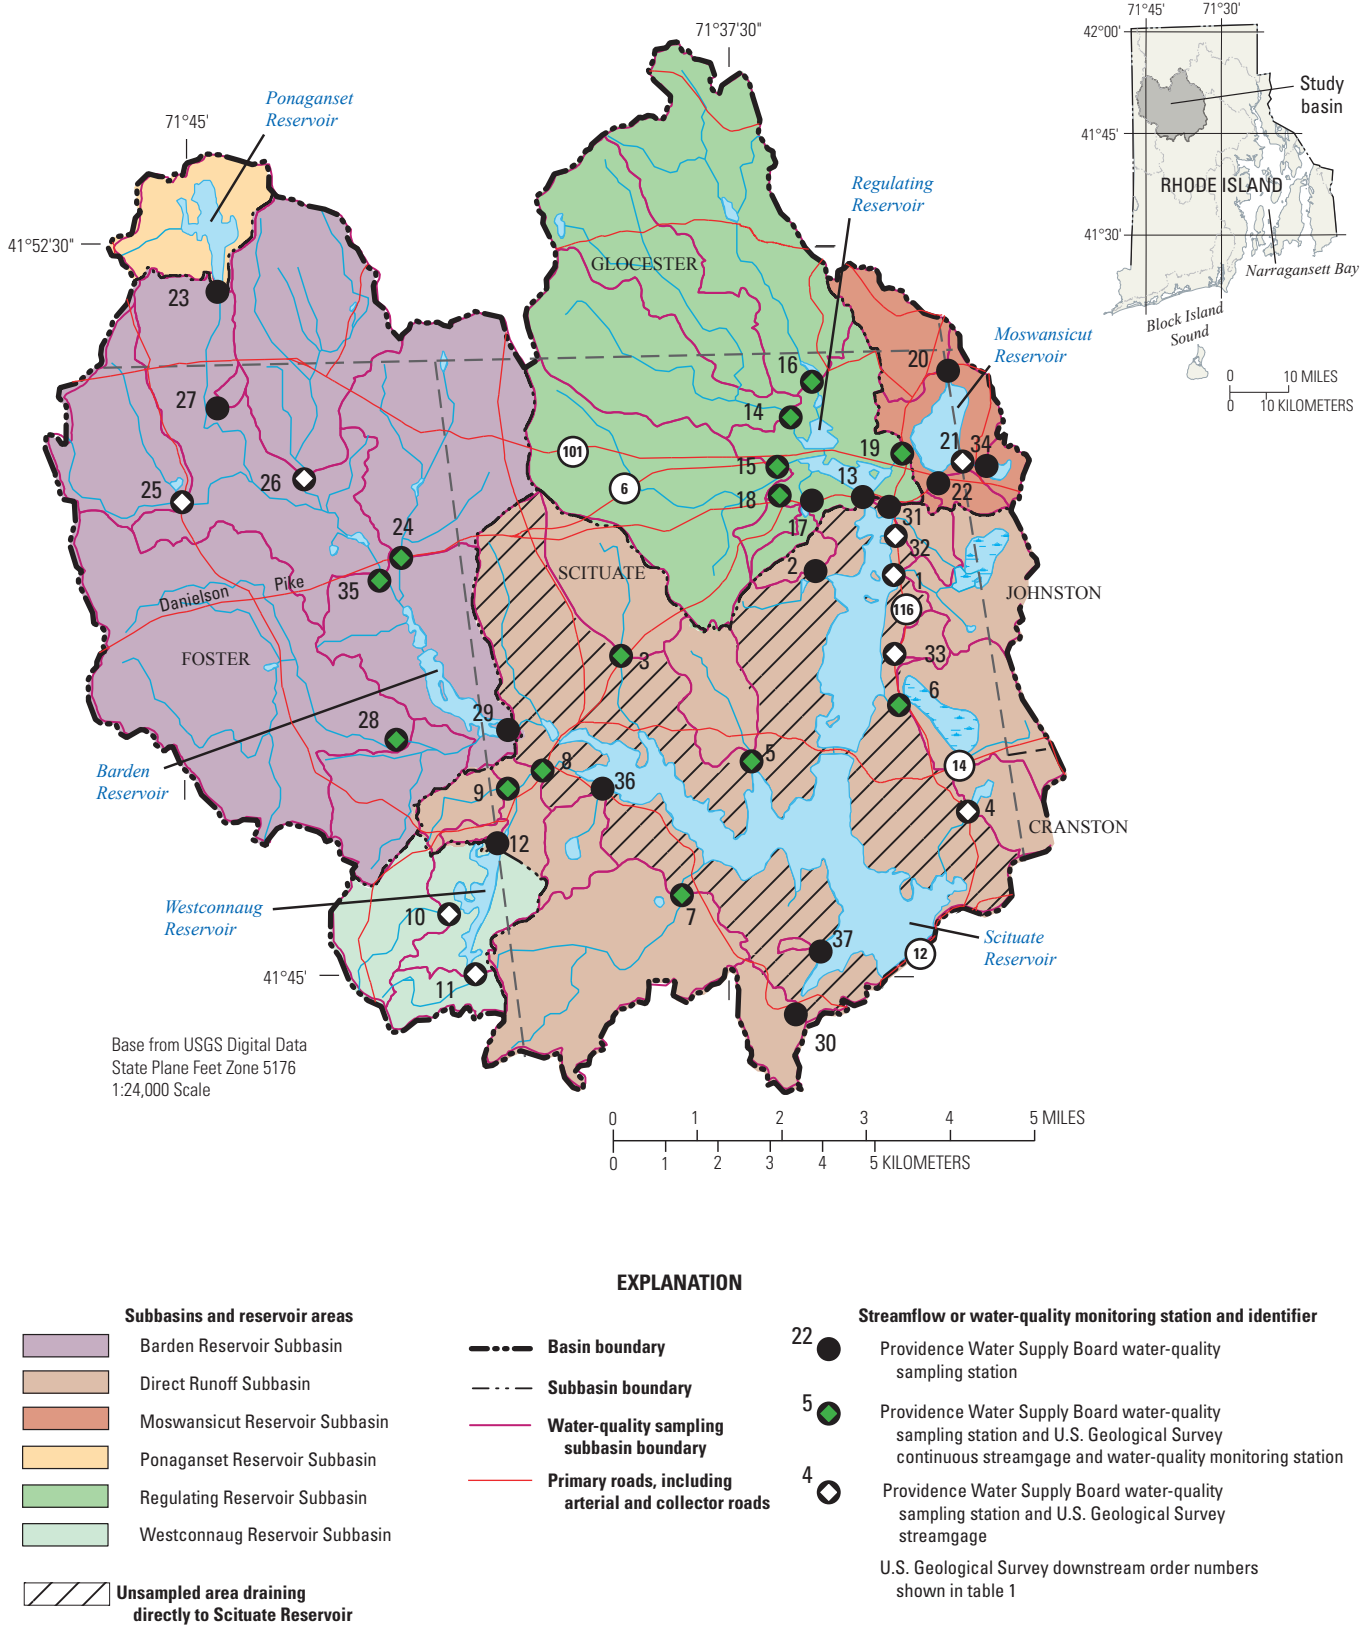 71°45'
71°30'
42°00'
41°45'
41°30'
Study
basin
RHODE ISLAND
Narragansett Bay
Block Island
Sound
0 10 MILES
0 10 KILOMETERS
71°37'30"
71°45'
41°52'30"
41°45'
Ponaganset
Reservoir
Regulating
Reservoir
Moswansicut
Reservoir
GLOCESTER
23
20
16
27
14
21
34
19
101
15
26
13
6
18
25
22
17
31
24
32
2
SCITUATE
1
35
Danielson Pike
JOHNSTON
116
FOSTER
3
33
6
29
28
5
14
8
Barden
Reservoir
9
36
4
CRANSTON
12
Westconnaug
Reservoir
10
7
37
12
Scituate
Reservoir
11
30
Base from USGS Digital Data
State Plane Feet Zone 5176
1:24,000 Scale
0 1 2 3 4 5 MILES
0 1 2 3 4 5 KILOMETERS
EXPLANATION
Subbasins and reservoir areas
Barden Reservoir Subbasin
Direct Runoff Subbasin
Moswansicut Reservoir Subbasin
Ponaganset Reservoir Subbasin
Regulating Reservoir Subbasin
Westconnaug Reservoir Subbasin
Unsampled area draining
directly to Scituate Reservoir
Basin boundary
Subbasin boundary
Water-quality sampling
subbasin boundary
Primary roads, including
arterial and collector roads
Streamflow or water-quality monitoring station and identifier
22
Providence Water Supply Board water-quality
sampling station
5
Providence Water Supply Board water-quality
sampling station and U.S. Geological Survey
continuous streamgage and water-quality monitoring station
4
Providence Water Supply Board water-quality
sampling station and U.S. Geological Survey
streamgage
U.S. Geological Survey downstream order numbers
shown in table 1